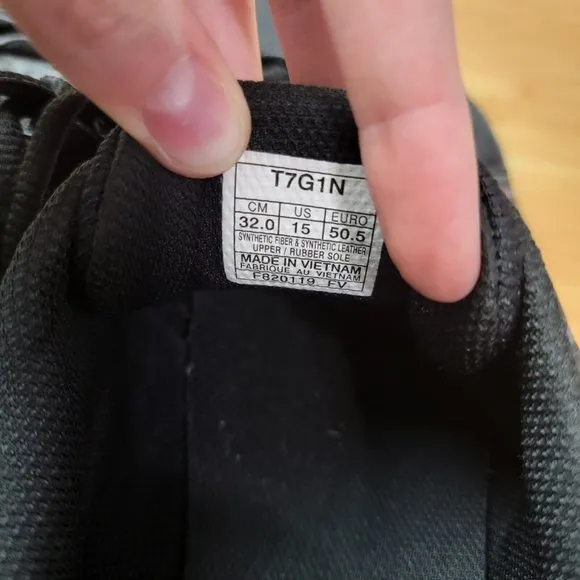 T7G1N
CM US EURO
32.0 15 50.5
SYNTHETIC FIBER & SYNTHETIC LEATHER
UPPER / RUBBER SOLE
MADE IN VIETNAM
FABRIQUE AU VIETNAM
F820119 FV